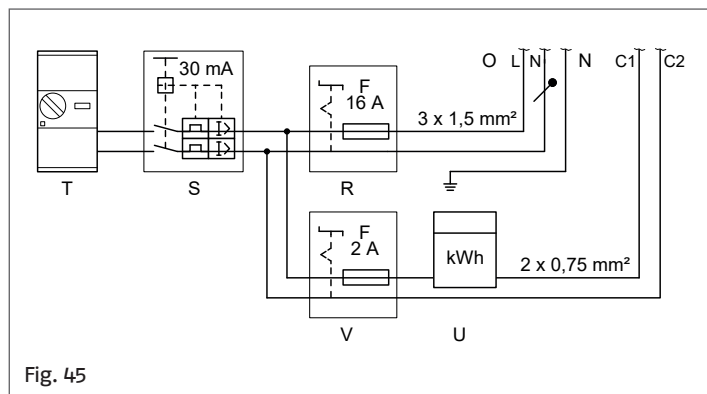 30 mA
F
16 A
O L N N C1 C2
3 x 1,5 mm²
T S R
F
2 A
kWh
2 x 0,75 mm²
V U
Fig. 45